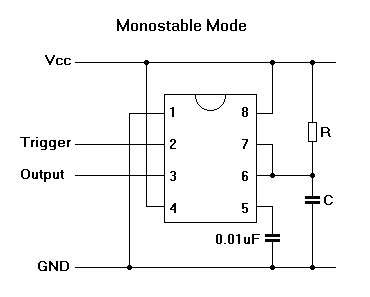 Monostable Mode
Vcc
1 8
Trigger 2 7 R
Output 3 6
C
4 5
0.01uF
GND